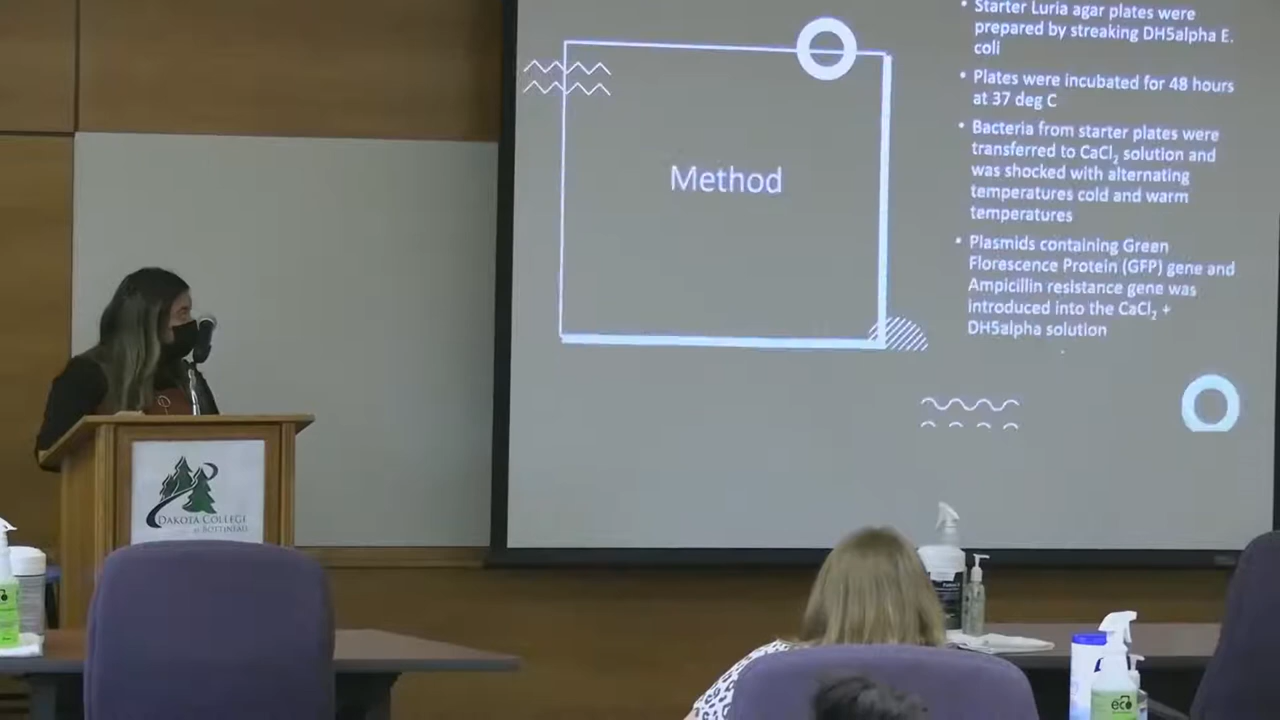 Method
• Starter Luria agar plates were
prepared by streaking DH5alpha E.
coli
• Plates were incubated for 48 hours
at 37 deg C
• Bacteria from starter plates were
transferred to CaCl₂ solution and
was shocked with alternating
temperatures cold and warm
temperatures
• Plasmids containing Green
Florescence Protein (GFP) gene and
Ampicillin resistance gene was
introduced into the CaCl₂ +
DH5alpha solution
DAKOTA COLLEGE
AT BOTTINEAU
eco